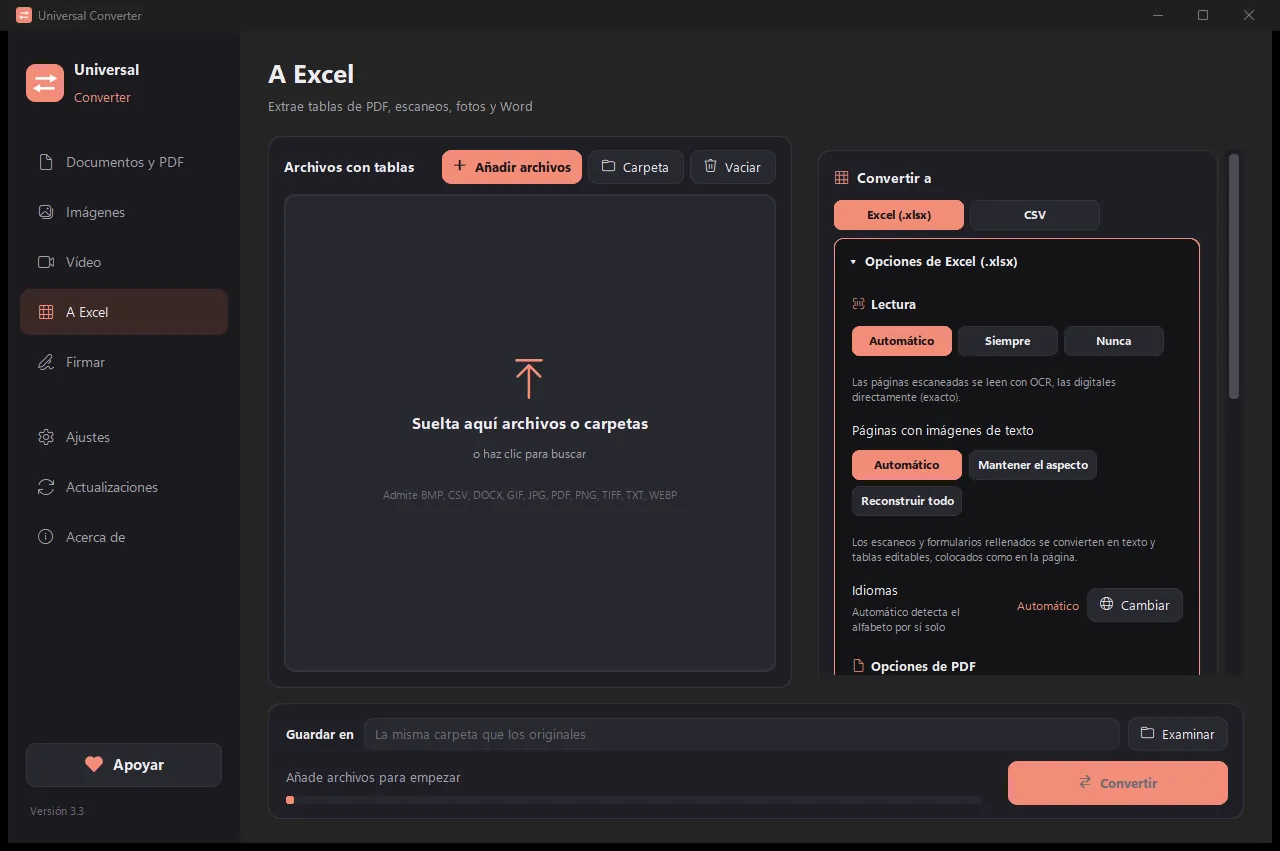 Universal Converter
Universal
Converter
Documentos y PDF
Imágenes
Vídeo
A Excel
Firmar
Ajustes
Actualizaciones
Acerca de
Apoyar
Versión 3.3
A Excel
Extrae tablas de PDF, escaneos, fotos y Word
Archivos con tablas
Añadir archivos
Carpeta
Vaciar
Suelta aquí archivos o carpetas
o haz clic para buscar
Admite BMP, CSV, DOCX, GIF, JPG, PDF, PNG, TIFF, TXT, WEBP
Convertir a
Excel (.xlsx)
CSV
Opciones de Excel (.xlsx)
Lectura
Automático
Siempre
Nunca
Las páginas escaneadas se leen con OCR, las digitales
directamente (exacto).
Páginas con imágenes de texto
Automático
Mantener el aspecto
Reconstruir todo
Los escaneos y formularios rellenados se convierten en texto y
tablas editables, colocados como en la página.
Idiomas
Automático detecta el
alfabeto por sí solo
Automático
Cambiar
Opciones de PDF
Guardar en
La misma carpeta que los originales
Examinar
Añade archivos para empezar
Convertir